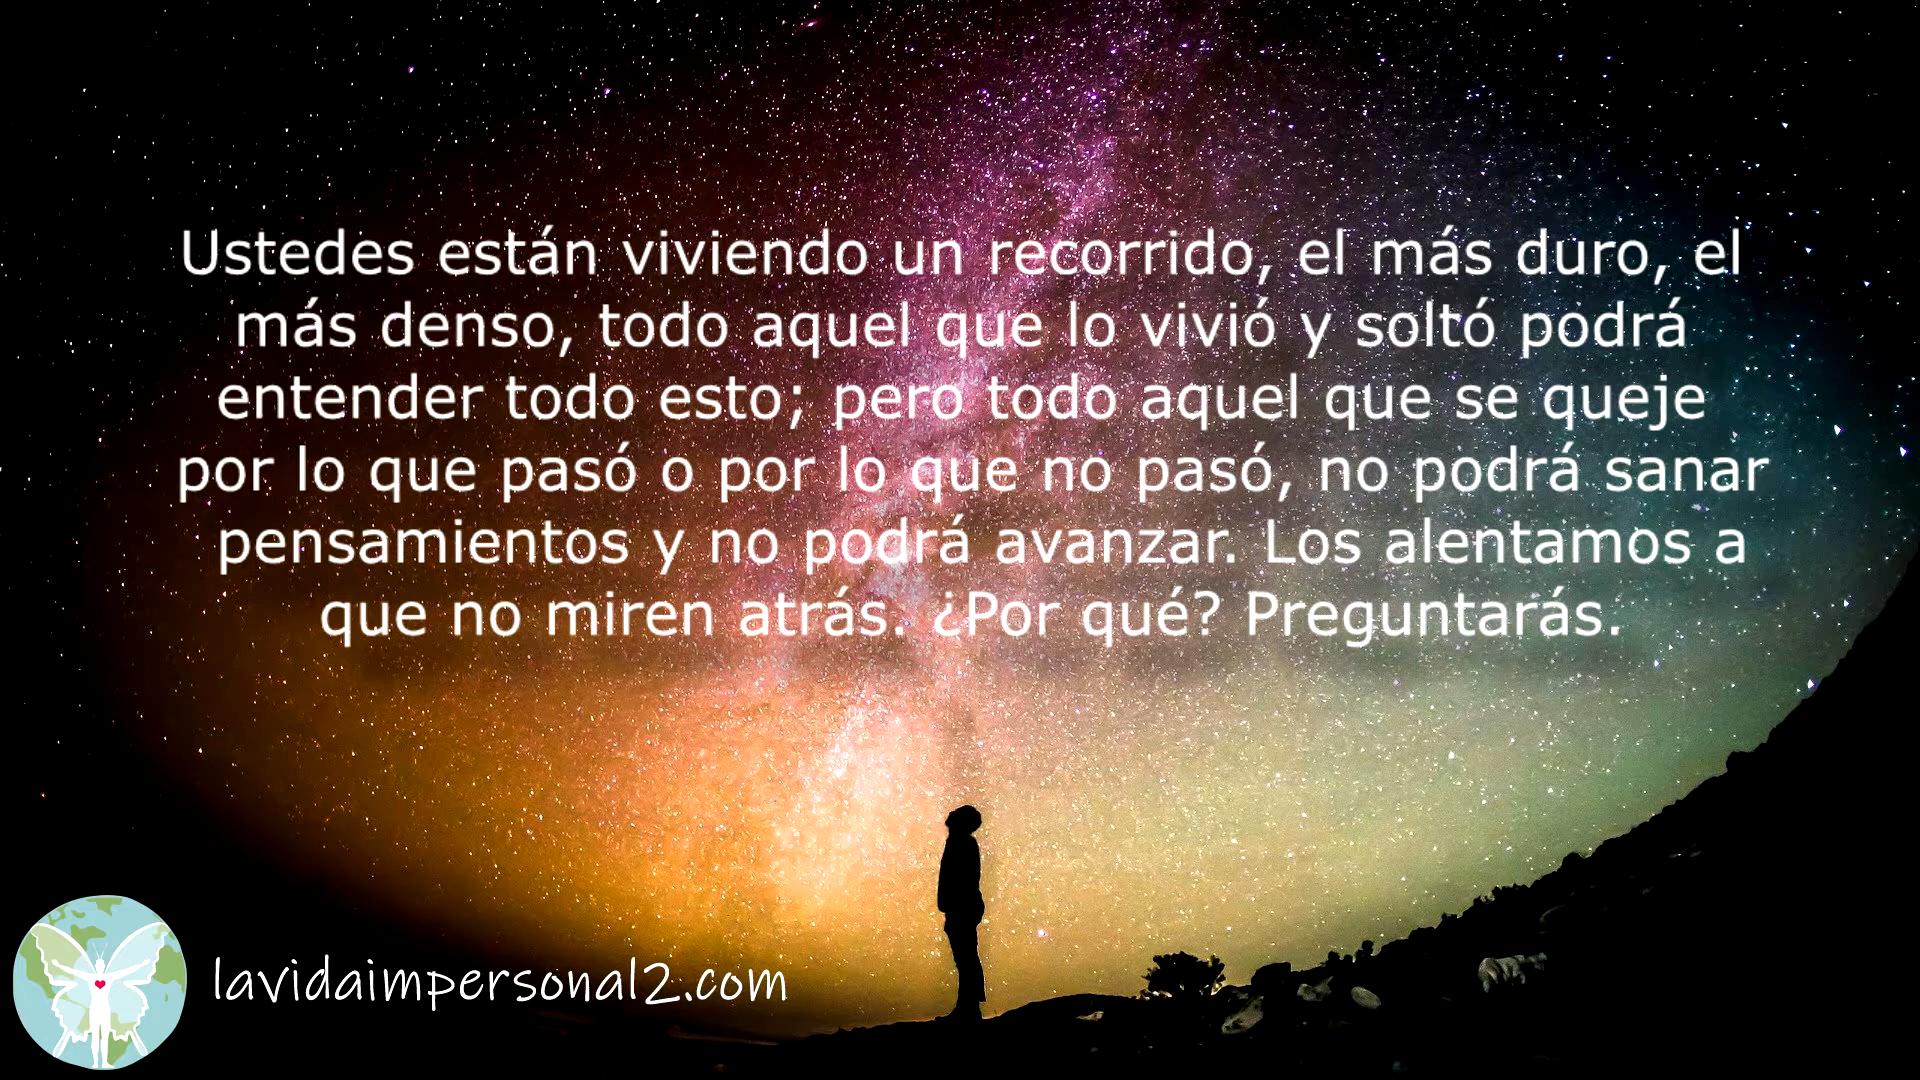 Ustedes están viviendo un recorrido, el más duro, el
más denso, todo aquel que lo vivió y soltó podrá
entender todo esto; pero todo aquel que se queje
por lo que pasó o por lo que no pasó, no podrá sanar
pensamientos y no podrá avanzar. Los alentamos a
que no miren atrás. ¿Por qué? Preguntarás.
lavidaimpersonal2.com